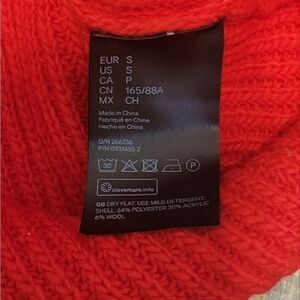 EUR S
US S
CA P
CN 165/88A
MX CH
Made in China
Fabriqué en Chine
Hecho en China
O/N 266736
P/N 0931455 2
30
clevercare.info
GB DRY FLAT. USE MILD DETERGENT.
SHELL: 64% POLYESTER 30% ACRYLIC
6% WOOL